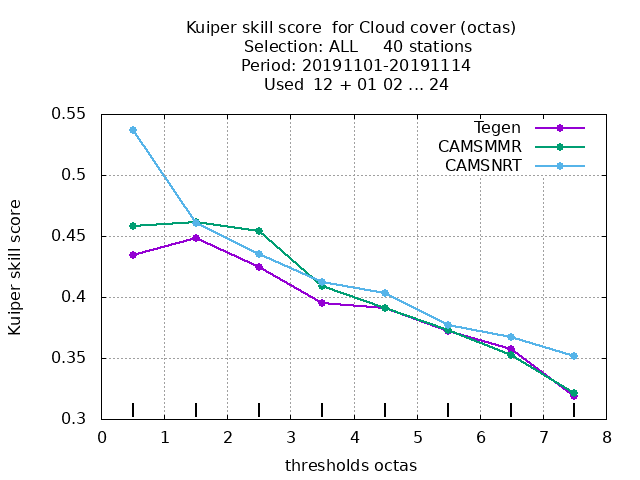 Kuiper skill score  for Cloud cover (octas)
Selection: ALL     40 stations
Period: 20191101-20191114
Used  12 + 01 02 ... 24
Tegen
CAMSMMR
CAMSNRT
0.55
0.5
0.45
0.4
0.35
0.3
Kuiper skill score
0 1 2 3 4 5 6 7 8
thresholds octas